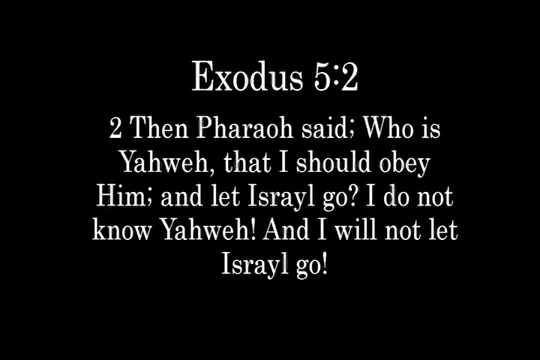 Exodus 5:2
2 Then Pharaoh said; Who is
Yahweh, that I should obey
Him; and let Israyl go? I do not
know Yahweh! And I will not let
Israyl go!